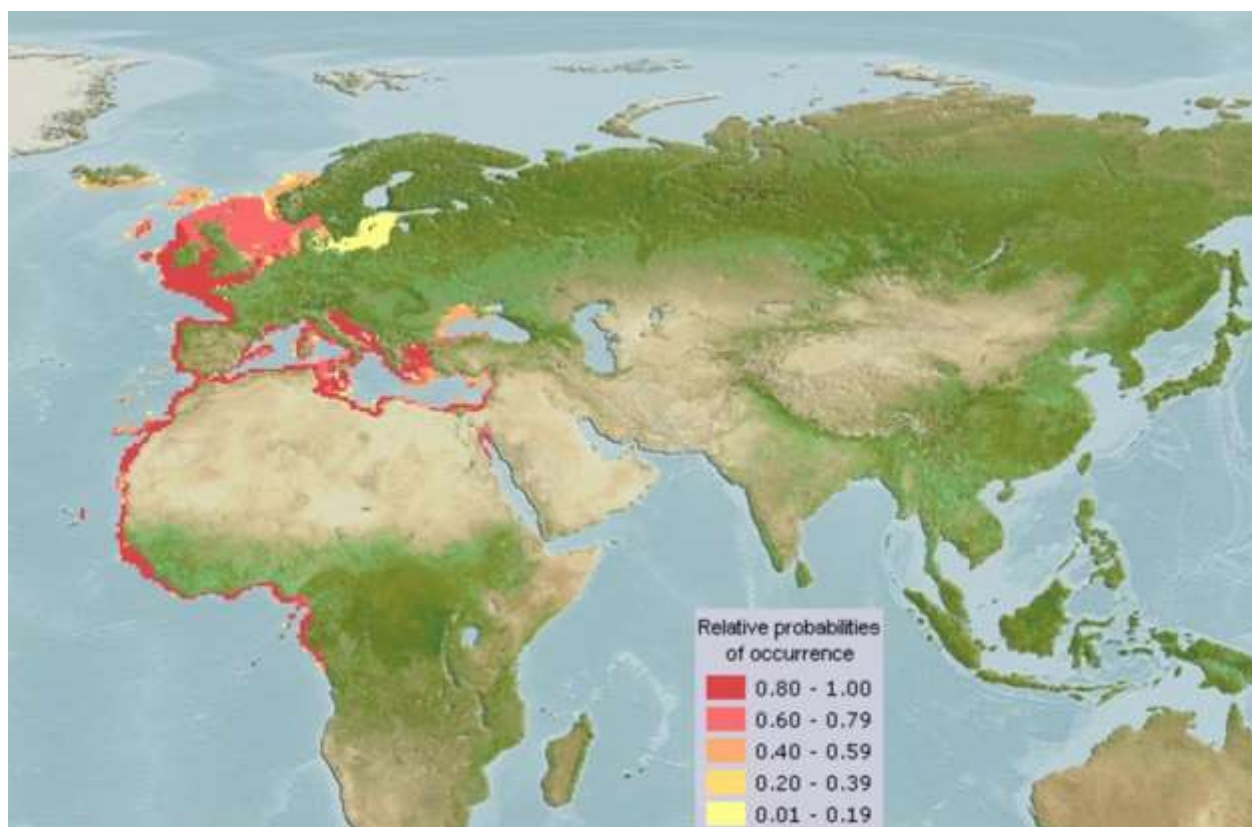 Relative probabilities
of occurrence
0.80 - 1.00
0.60 - 0.79
0.40 - 0.59
0.20 - 0.39
0.01 - 0.19